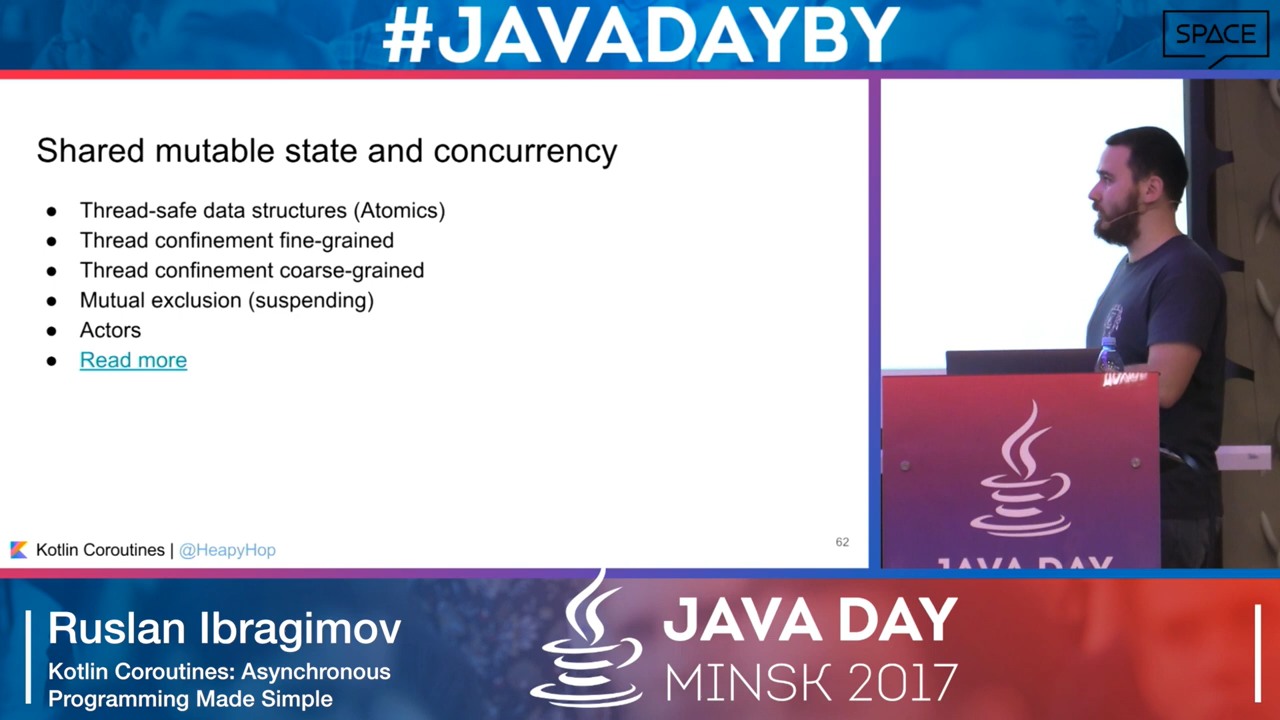 #JAVADAYBY
SPACE
Shared mutable state and concurrency
● Thread-safe data structures (Atomics)
● Thread confinement fine-grained
● Thread confinement coarse-grained
● Mutual exclusion (suspending)
● Actors
● Read more
Kotlin Coroutines | @HeapyHop
62
JAVA DAY
Ruslan Ibragimov
Kotlin Coroutines: Asynchronous
Programming Made Simple
JAVA DAY
MINSK 2017